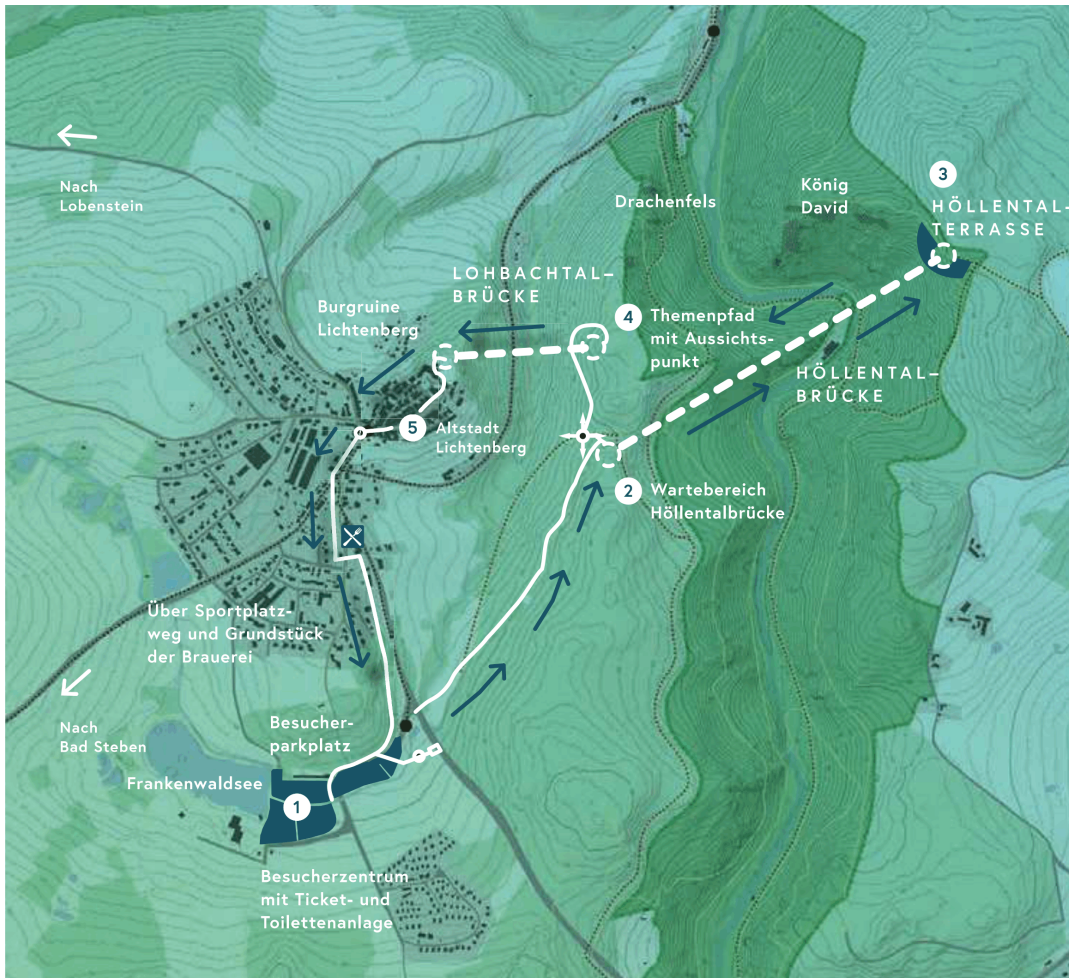 Nach
Lobenstein
Drachenfels
König
David
3
HÖLLENTAL-
TERRASSE
LOHBACHTAL–
BRÜCKE
Burgruine
Lichtenberg
4
Themenpfad
mit Aussichts-
punkt
HÖLLENTAL–
BRÜCKE
5
Altstadt
Lichtenberg
2
Wartebereich
Höllentalbrücke
Über Sportplatz-
weg und Grundstück
der Brauerei
Nach
Bad Steben
Besucher-
parkplatz
Frankenwaldsee
1
Besucherzentrum
mit Ticket- und
Toilettenanlage